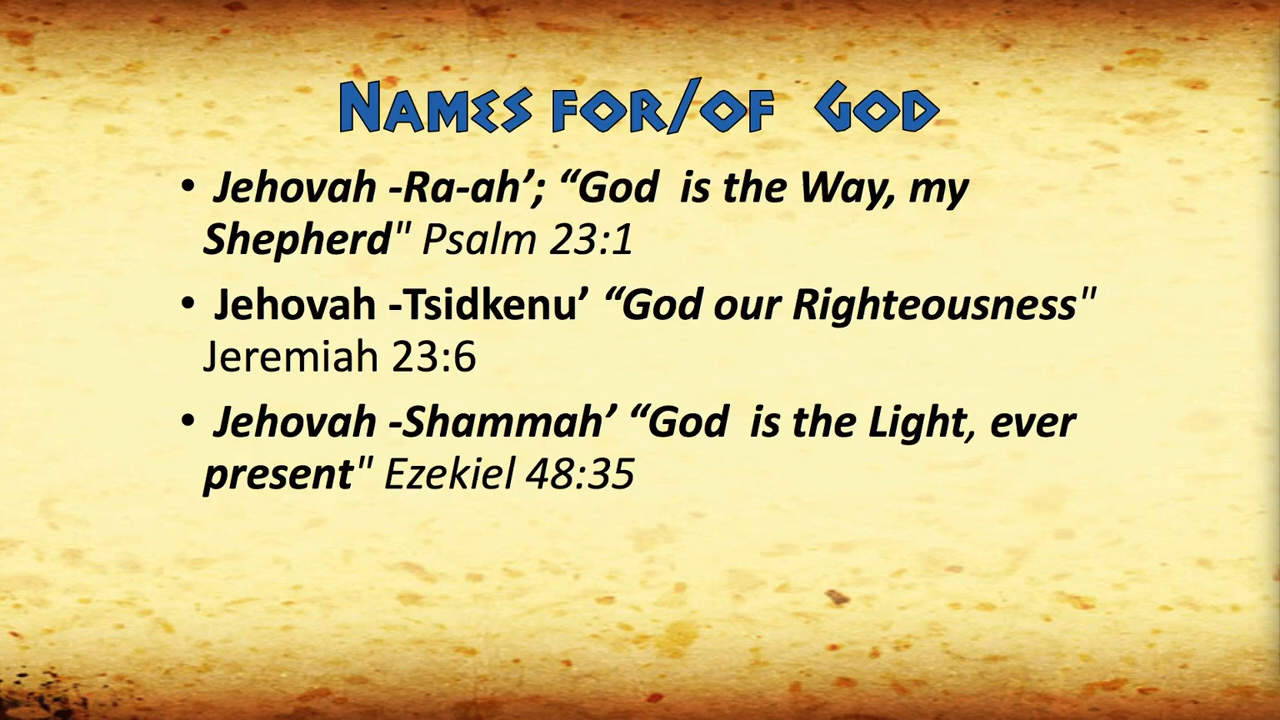 Names for/of God
• Jehovah -Ra-ah’; “God is the Way, my
Shepherd" Psalm 23:1
• Jehovah -Tsidkenu’ “God our Righteousness"
Jeremiah 23:6
• Jehovah -Shammah’ “God is the Light, ever
present" Ezekiel 48:35